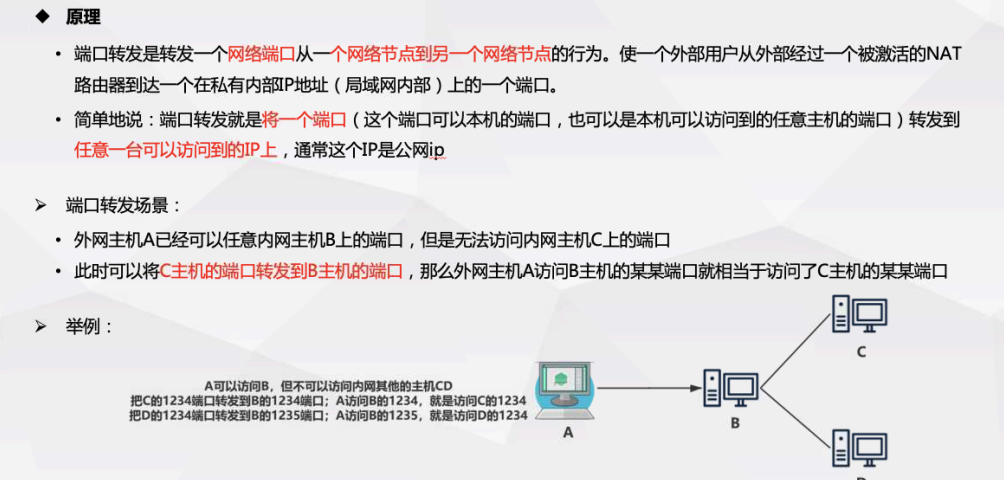 ◆ 原理
• 端口转发是转发一个网络端口从一个网络节点到另一个网络节点的行为。使一个外部用户从外部经过一个被激活的NAT
路由器到达一个在私有内部IP地址（局域网内部）上的一个端口。
• 简单地说：端口转发就是将一个端口（这个端口可以本机的端口，也可以是本机可以访问到的任意主机的端口）转发到
任意一台可以访问到的IP上，通常这个IP是公网ip
➢ 端口转发场景：
• 外网主机A已经可以任意内网主机B上的端口，但是无法访问内网主机C上的端口
• 此时可以将C主机的端口转发到B主机的端口，那么外网主机A访问B主机的某某端口就相当于访问了C主机的某某端口
➢ 举例：
A可以访问B，但不可以访问内网其他的主机CD
把C的1234端口转发到B的1234端口；A访问B的1234，就是访问C的1234
把D的1234端口转发到B的1235端口；A访问B的1235，就是访问D的1234
A
B
C